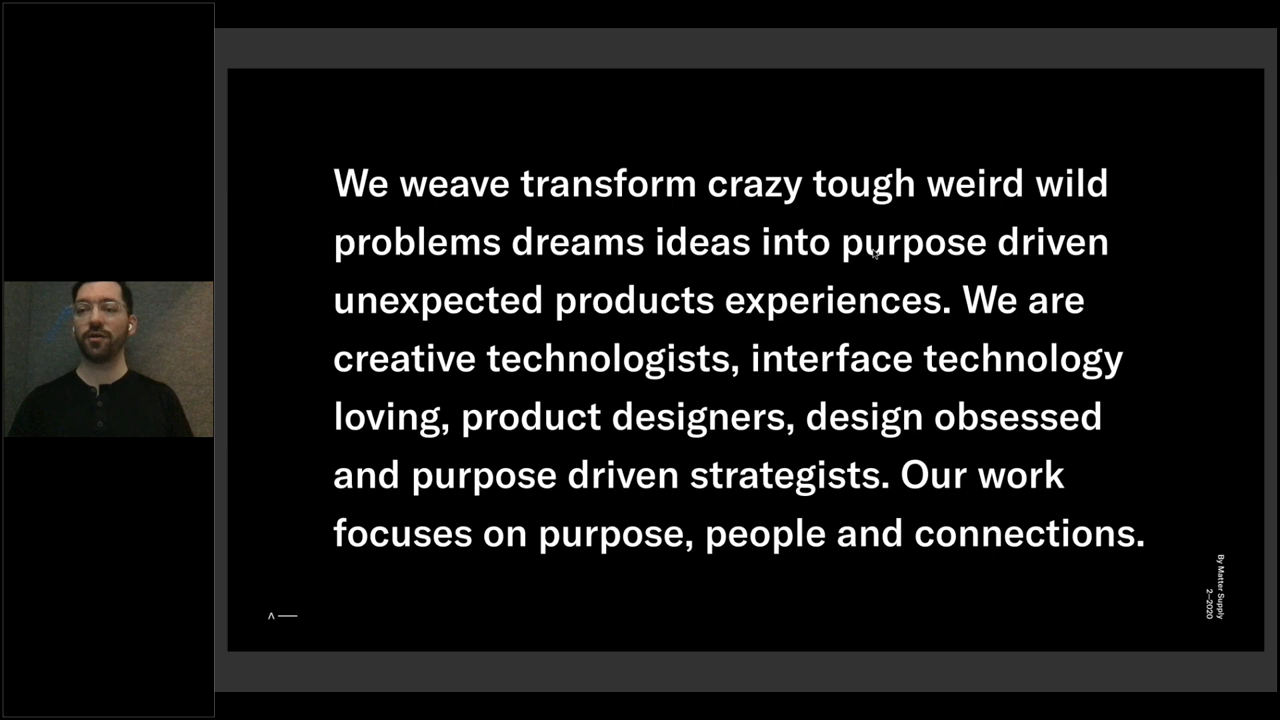 We weave transform crazy tough weird wild
problems dreams ideas into purpose driven
unexpected products experiences. We are
creative technologists, interface technology
loving, product designers, design obsessed
and purpose driven strategists. Our work
focuses on purpose, people and connections.
By Matter Supply
2–2020